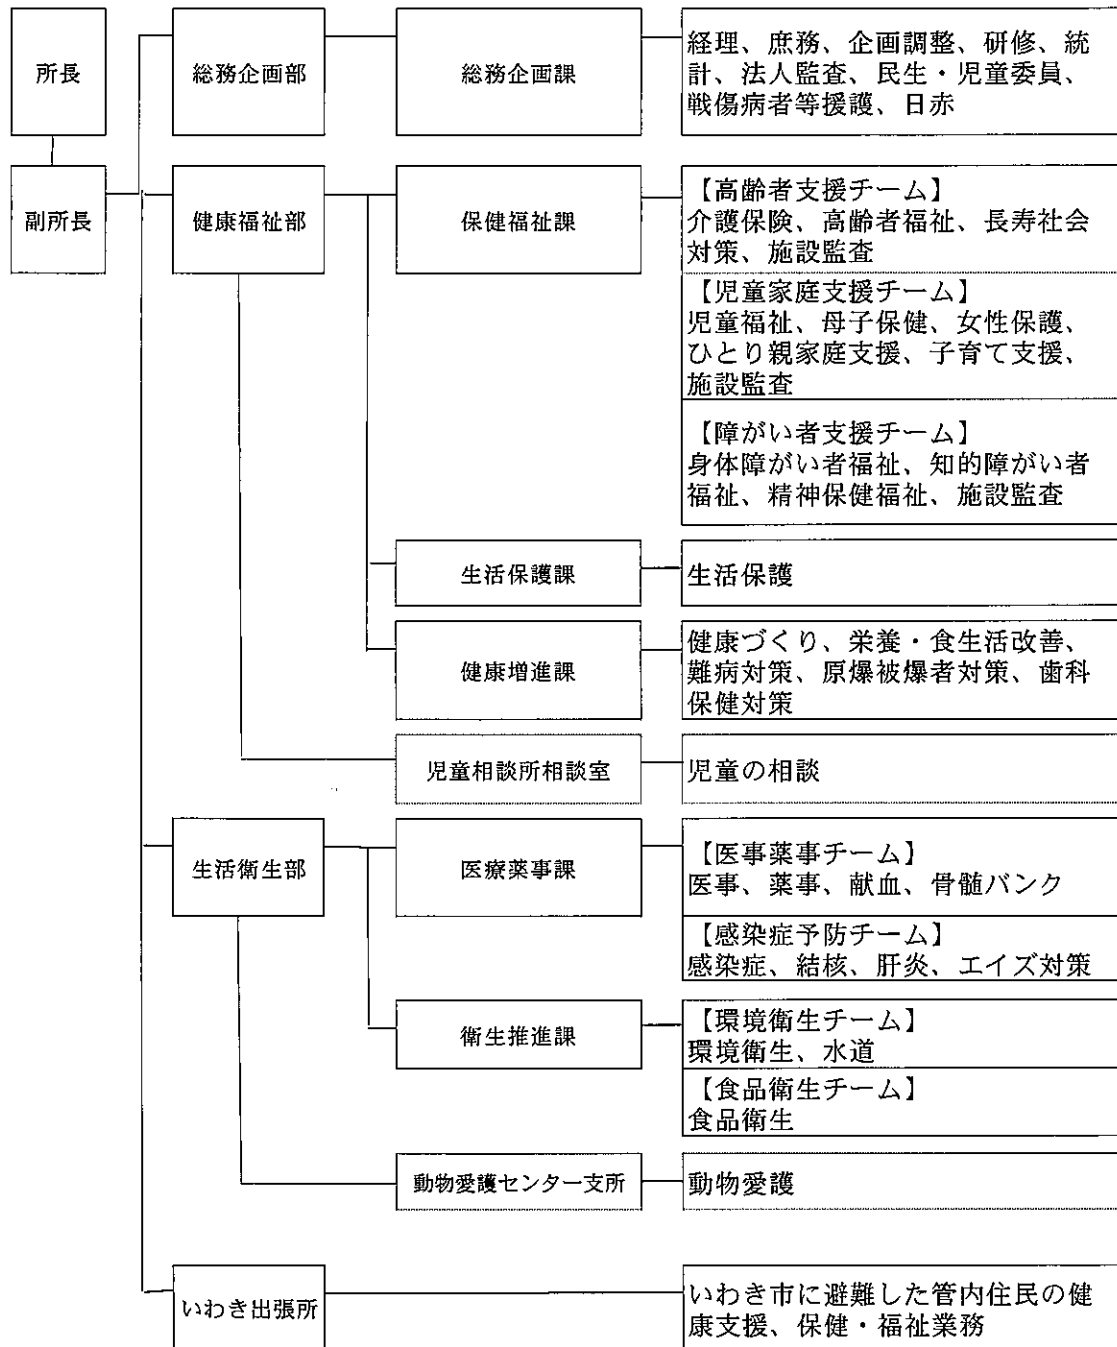 所長
総務企画部
総務企画課
経理、庶務、企画調整、研修、統
計、法人監査、民生・児童委員、
戦傷病者等援護、日赤
副所長
健康福祉部
保健福祉課
【高齢者支援チーム】
介護保険、高齢者福祉、長寿社会
対策、施設監査
【児童家庭支援チーム】
児童福祉、母子保健、女性保護、
ひとり親家庭支援、子育て支援、
施設監査
【障がい者支援チーム】
身体障がい者福祉、知的障がい者
福祉、精神保健福祉、施設監査
生活保護課
生活保護
健康増進課
健康づくり、栄養・食生活改善、
難病対策、原爆被爆者対策、歯科
保健対策
児童相談所相談室
児童の相談
生活衛生部
医療薬事課
【医事薬事チーム】
医事、薬事、献血、骨髄バンク
【感染症予防チーム】
感染症、結核、肝炎、エイズ対策
衛生推進課
【環境衛生チーム】
環境衛生、水道
【食品衛生チーム】
食品衛生
動物愛護センター支所
動物愛護
いわき出張所
いわき市に避難した管内住民の健
康支援、保健・福祉業務